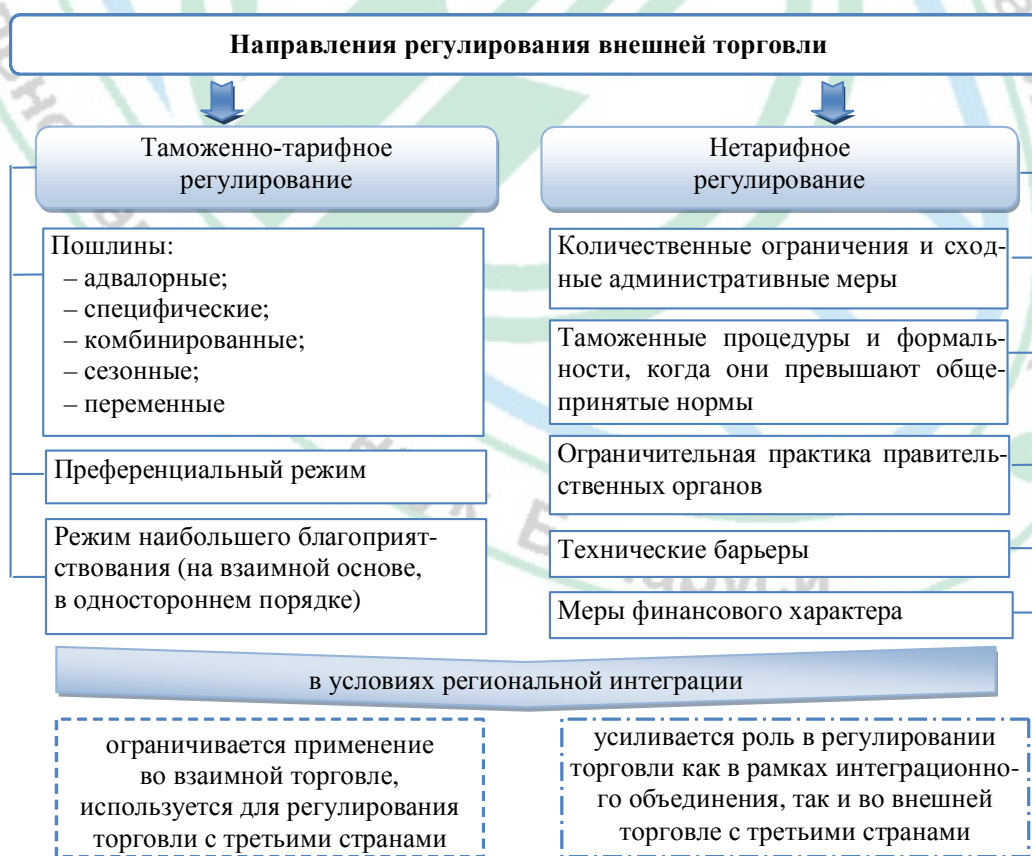 Направления регулирования внешней торговли
Таможенно-тарифное
регулирование
Пошлины:
– адвалорные;
– специфические;
– комбинированные;
– сезонные;
– переменные
Преференциальный режим
Режим наибольшего благоприят-
ствования (на взаимной основе,
в одностороннем порядке)
Нетарифное
регулирование
Количественные ограничения и сход-
ные административные меры
Таможенные процедуры и формаль-
ности, когда они превышают обще-
принятые нормы
Ограничительная практика правитель-
ственных органов
Технические барьеры
Меры финансового характера
в условиях региональной интеграции
ограничивается применение
во взаимной торговле,
используется для регулирования
торговли с третьими странами
усиливается роль в регулировании
торговли как в рамках интеграционно-
го объединения, так и во внешней
торговле с третьими странами